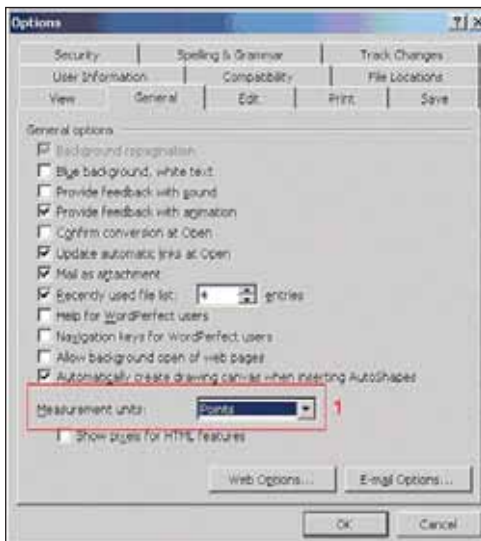 Options
Security Spelling & Grammar Track Changes
User Information Compatibility File Locations
View General Edit Print Save
General options
Background repagination
Blue background, white text
Provide feedback with sound
Provide feedback with animation
Confirm conversion at Open
Update automatic links at Open
Mail as attachment
Recently used file list: 4 entries
Help for WordPerfect users
Navigation keys for WordPerfect users
Allow background open of web pages
Automatically create drawing canvas when inserting AutoShapes
Measurement units: Points 1
Show pixels for HTML features
Web Options... E-mail Options...
OK Cancel